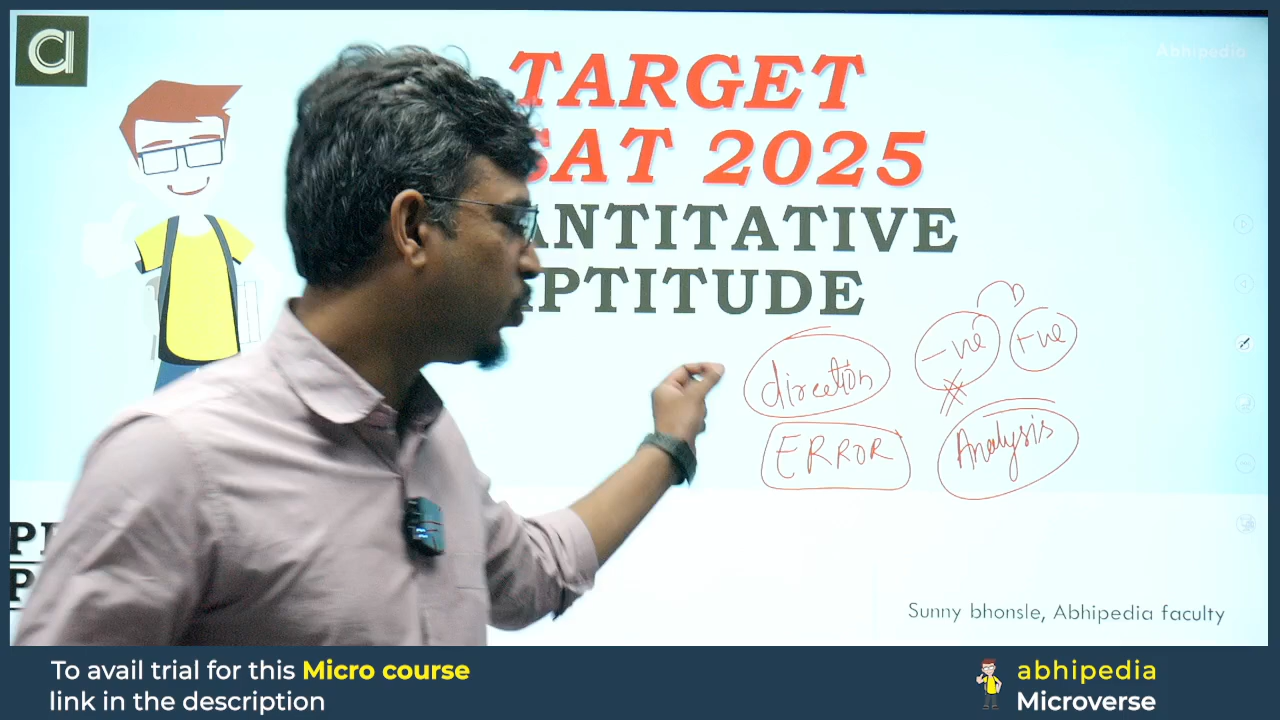 Abhipedia
TARGET
SAT 2025
ANTITATIVE
APTITUDE
direction
-ve
+ve
ERROR
Analysis
P
P
Sunny bhonsle, Abhipedia faculty
To avail trial for this Micro course
link in the description
abhipedia
Microverse